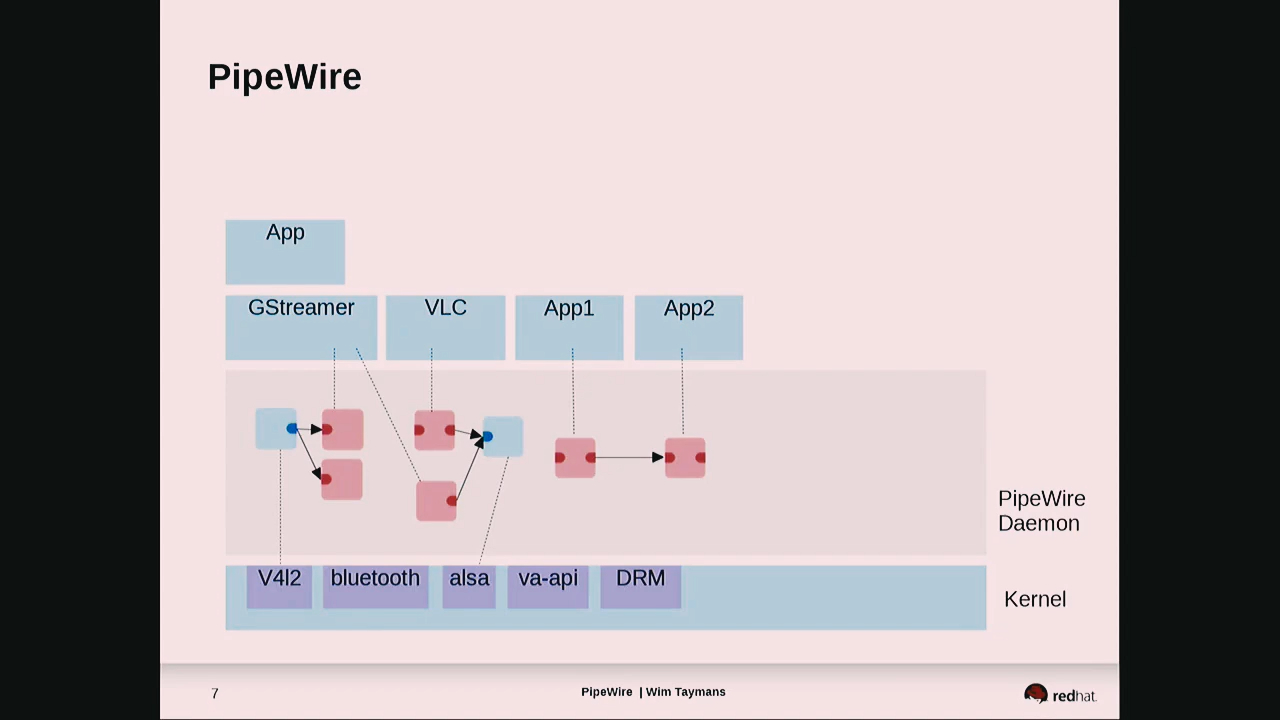 PipeWire
App
GStreamer
VLC
App1
App2
PipeWire
Daemon
V4l2
bluetooth
alsa
va-api
DRM
Kernel
7
PipeWire | Wim Taymans
redhat.